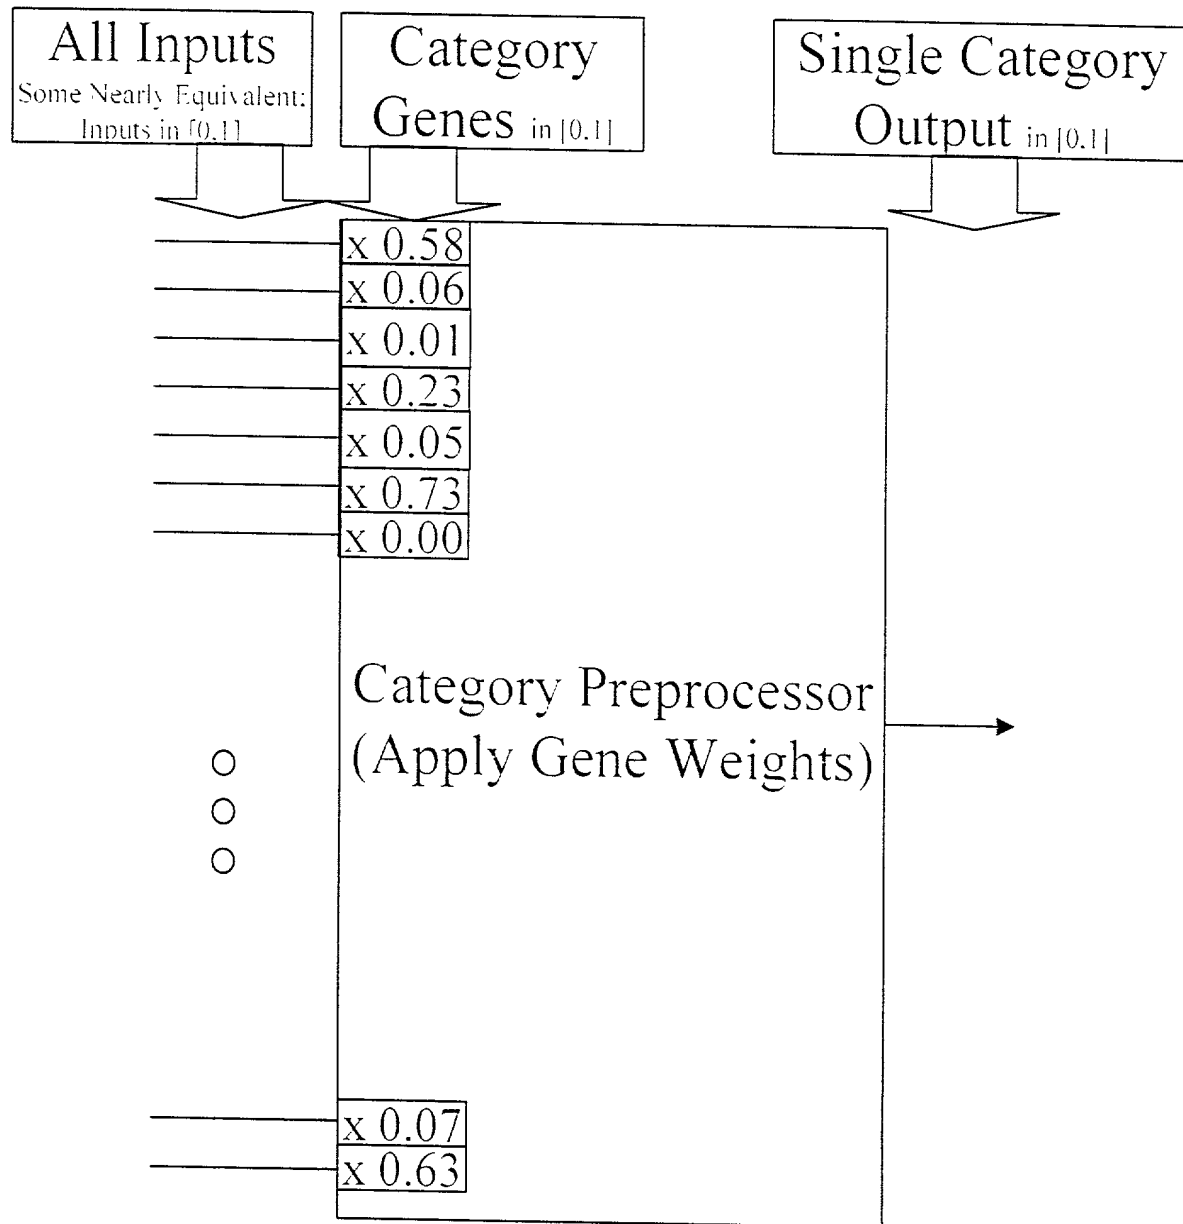 All Inputs
Some Nearly Equivalent:
Inputs in [0.1]
Category
Genes in [0.1]
Single Category
Output in [0.1]
x 0.58
x 0.06
x 0.01
x 0.23
x 0.05
x 0.73
x 0.00
Category Preprocessor
(Apply Gene Weights)
x 0.07
x 0.63